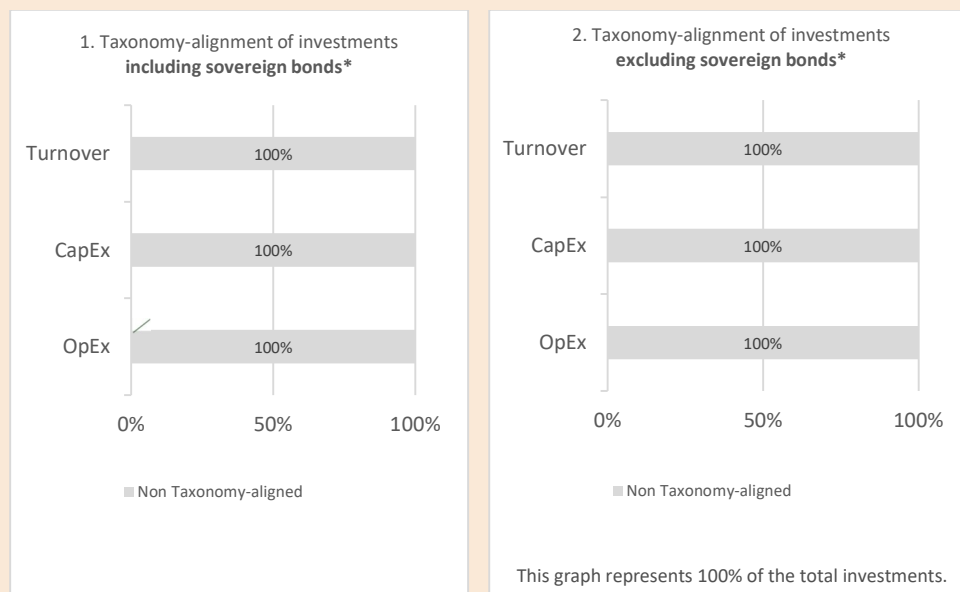 1. Taxonomy-alignment of investments
including sovereign bonds*
Turnover
100%
CapEx
100%
OpEx
100%
0%
50%
100%
Non Taxonomy-aligned
2. Taxonomy-alignment of investments
excluding sovereign bonds*
Turnover
100%
CapEx
100%
OpEx
100%
0%
50%
100%
Non Taxonomy-aligned
This graph represents 100% of the total investments.